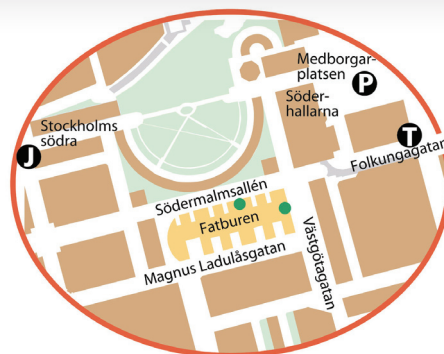 Medborgar-
platsen
P
Söder-
hallarna
Stockholms
södra
J
T
Folkungagatan
Södermalmsallén
Fatburen
Västgötagatan
Magnus Ladulåsgatan